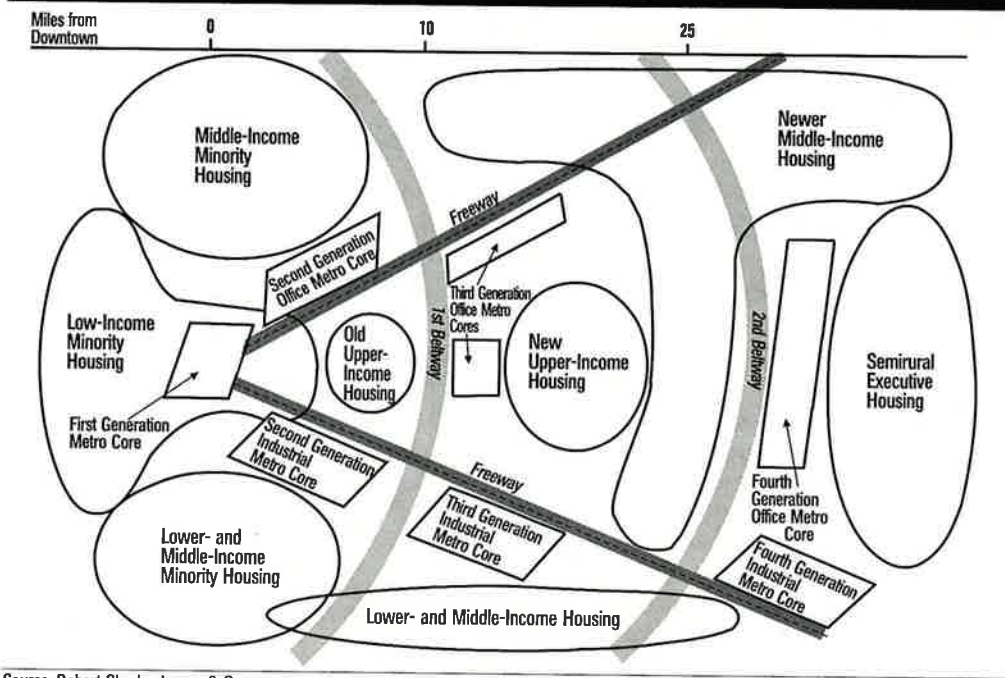 Miles from
Downtown
0
10
25
Middle-Income
Minority
Housing
Newer
Middle-Income
Housing
Freeway
Second Generation
Office Metro Core
Third Generation
Office Metro
Cores
1st Beltway
2nd Beltway
Low-Income
Minority
Housing
Old
Upper-
Income
Housing
New
Upper-Income
Housing
Semirural
Executive
Housing
First Generation
Metro Core
Second Generation
Industrial
Metro Core
Freeway
Third Generation
Industrial
Metro Core
Fourth
Generation
Office Metro
Core
Fourth Generation
Industrial
Metro Core
Lower- and
Middle-Income
Minority Housing
Lower- and Middle-Income Housing